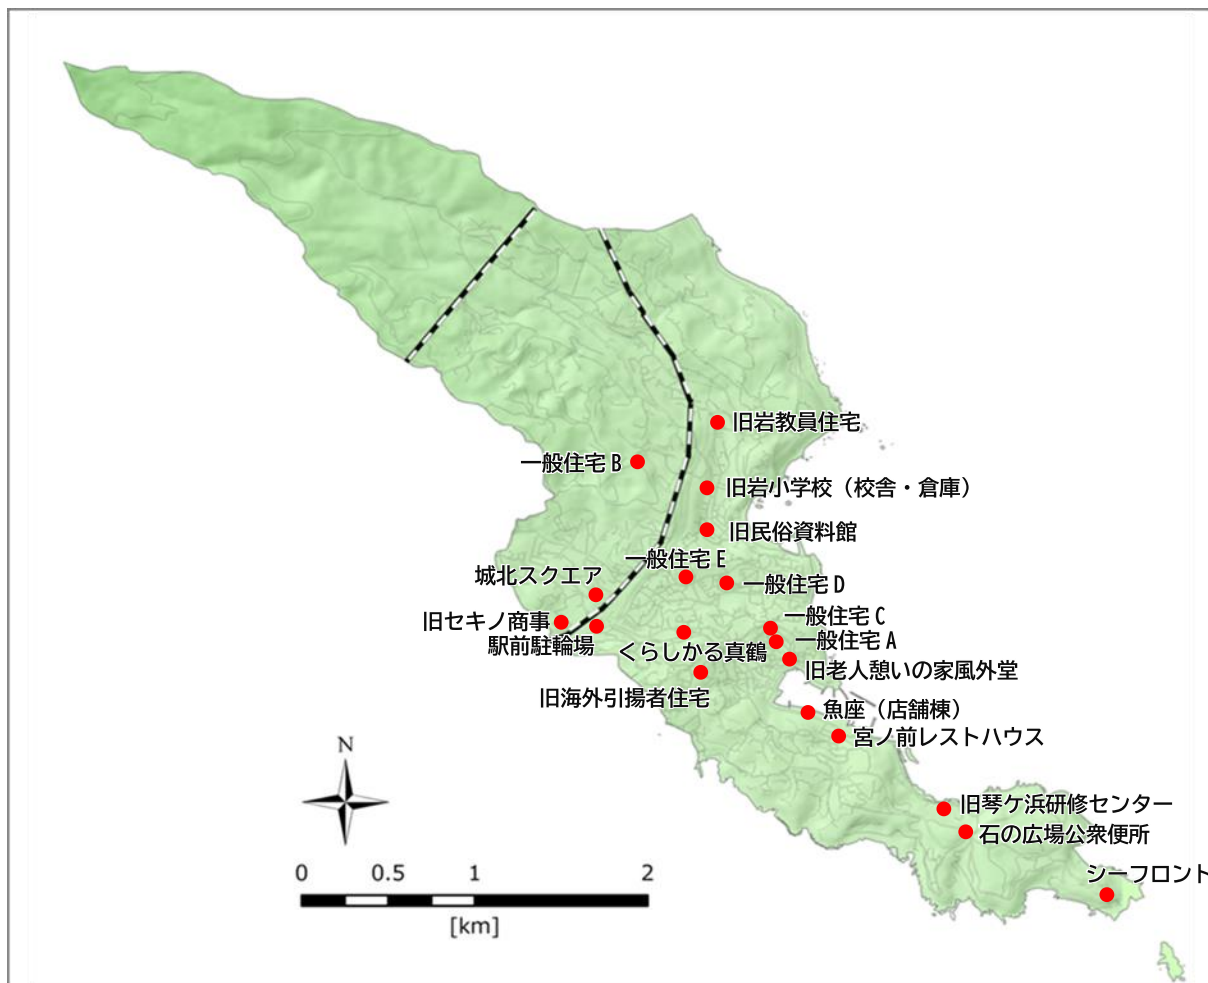 旧岩教員住宅
一般住宅B
旧岩小学校（校舎・倉庫）
旧民俗資料館
一般住宅E
城北スクエア
一般住宅D
一般住宅C
旧セキノ商事
駅前駐輪場
一般住宅A
くらしかる真鶴
旧老人憩いの家風外堂
旧海外引揚者住宅
魚座（店舗棟）
宮ノ前レストハウス
N
旧琴ケ浜研修センター
石の広場公衆便所
シーフロント
0 0.5 1 2
[km]